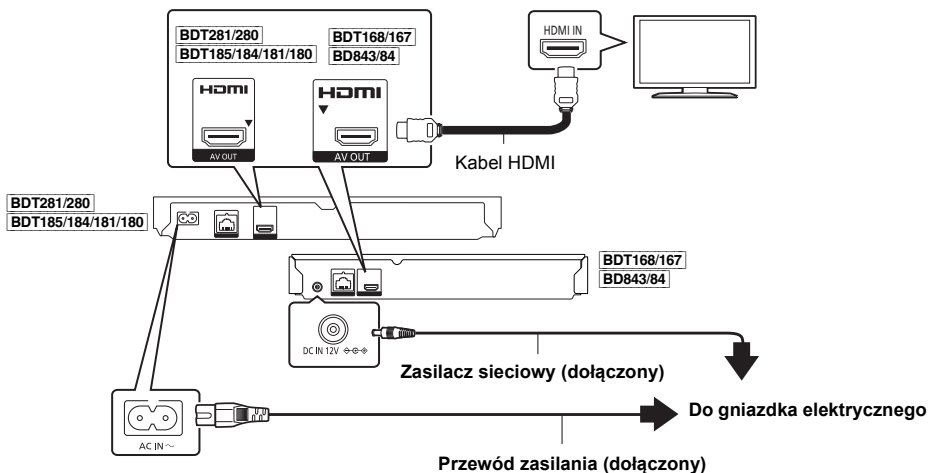 BDT281/280
BDT185/184/181/180
BDT168/167
BD843/84
HDMI
AV OUT
HDMI
AV OUT
HDMI IN
Kabel HDMI
BDT281/280
BDT185/184/181/180
BDT168/167
BD843/84
DC IN 12V
Zasilacz sieciowy (dołączony)
Do gniazdka elektrycznego
AC IN ~
Przewód zasilania (dołączony)